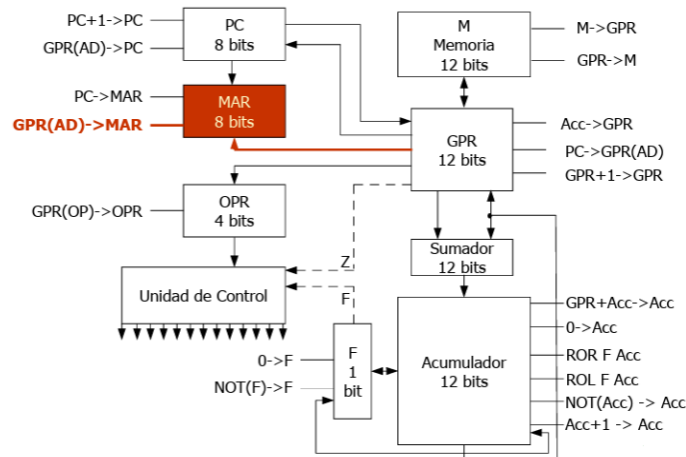 PC+1->PC
GPR(AD)->PC
PC
8 bits
M
Memoria
12 bits
M->GPR
GPR->M
PC->MAR
GPR(AD)->MAR
MAR
8 bits
GPR
12 bits
Acc->GPR
PC->GPR(AD)
GPR+1->GPR
GPR(OP)->OPR
OPR
4 bits
Z
F
Sumador
12 bits
Unidad de Control
0->F
NOT(F)->F
F
1
bit
Acumulador
12 bits
GPR+Acc->Acc
0->Acc
ROR F Acc
ROL F Acc
NOT(Acc) -> Acc
Acc+1 -> Acc